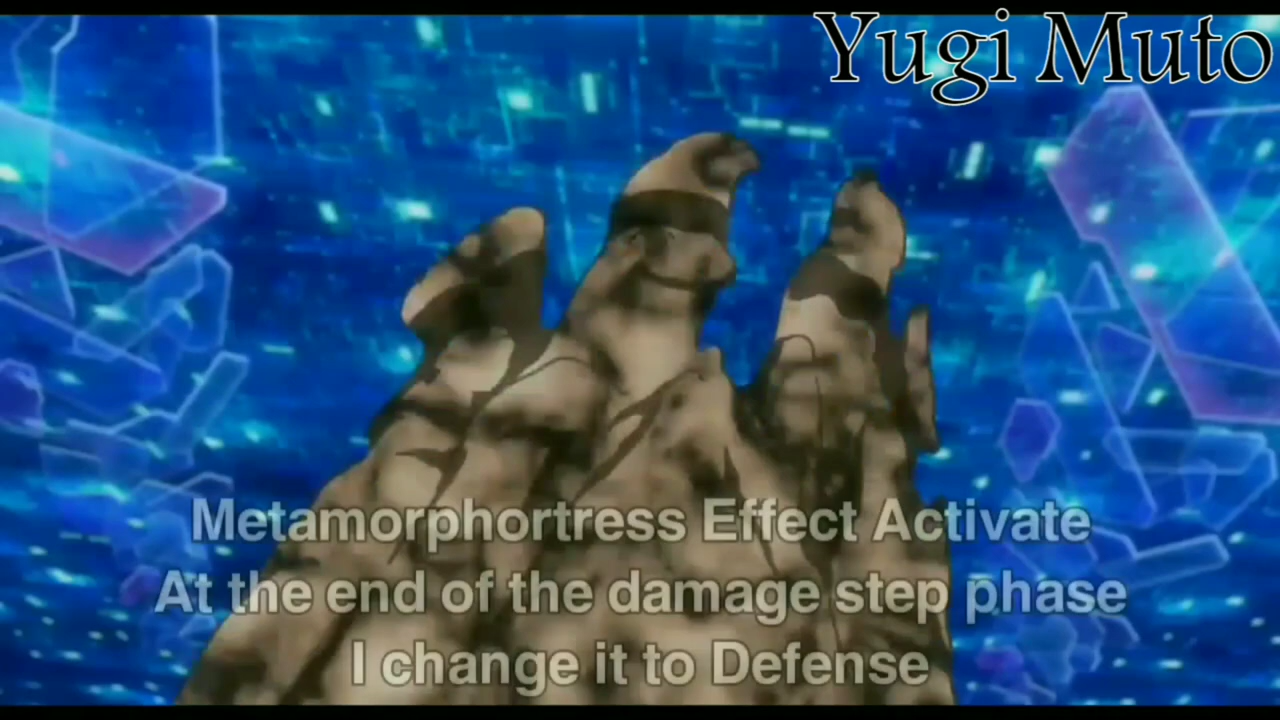 Yugi Muto
Metamorphortress Effect Activate
At the end of the damage step phase
I change it to Defense